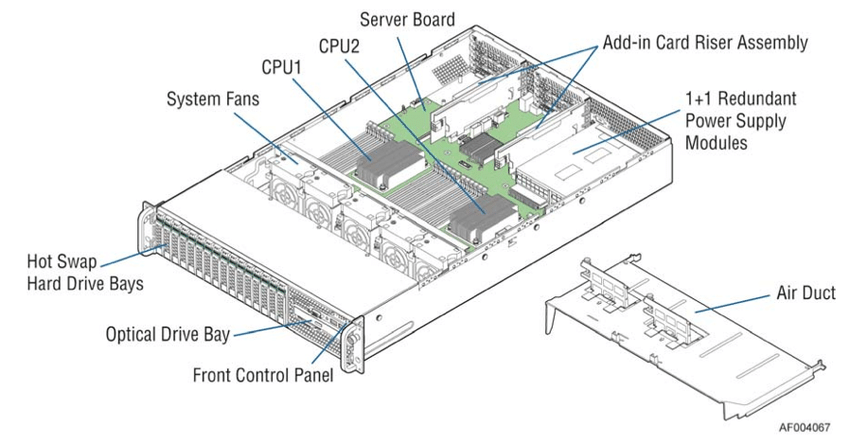 Server Board
CPU2
CPU1
System Fans
Add-in Card Riser Assembly
1+1 Redundant
Power Supply
Modules
Hot Swap
Hard Drive Bays
Optical Drive Bay
Front Control Panel
Air Duct
AF004067